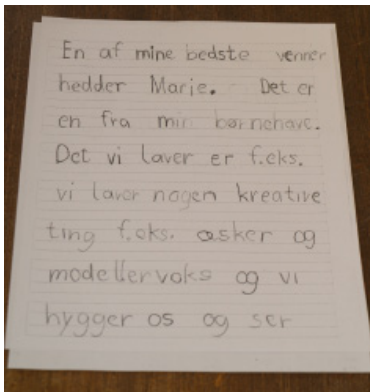 En af mine bedste venner
hedder Marie. Det er
en fra min børnehave.
Det vi laver er f.eks.
vi laver nogen kreative
ting f.eks. æsker og
modellervoks og vi
hygger os og ser